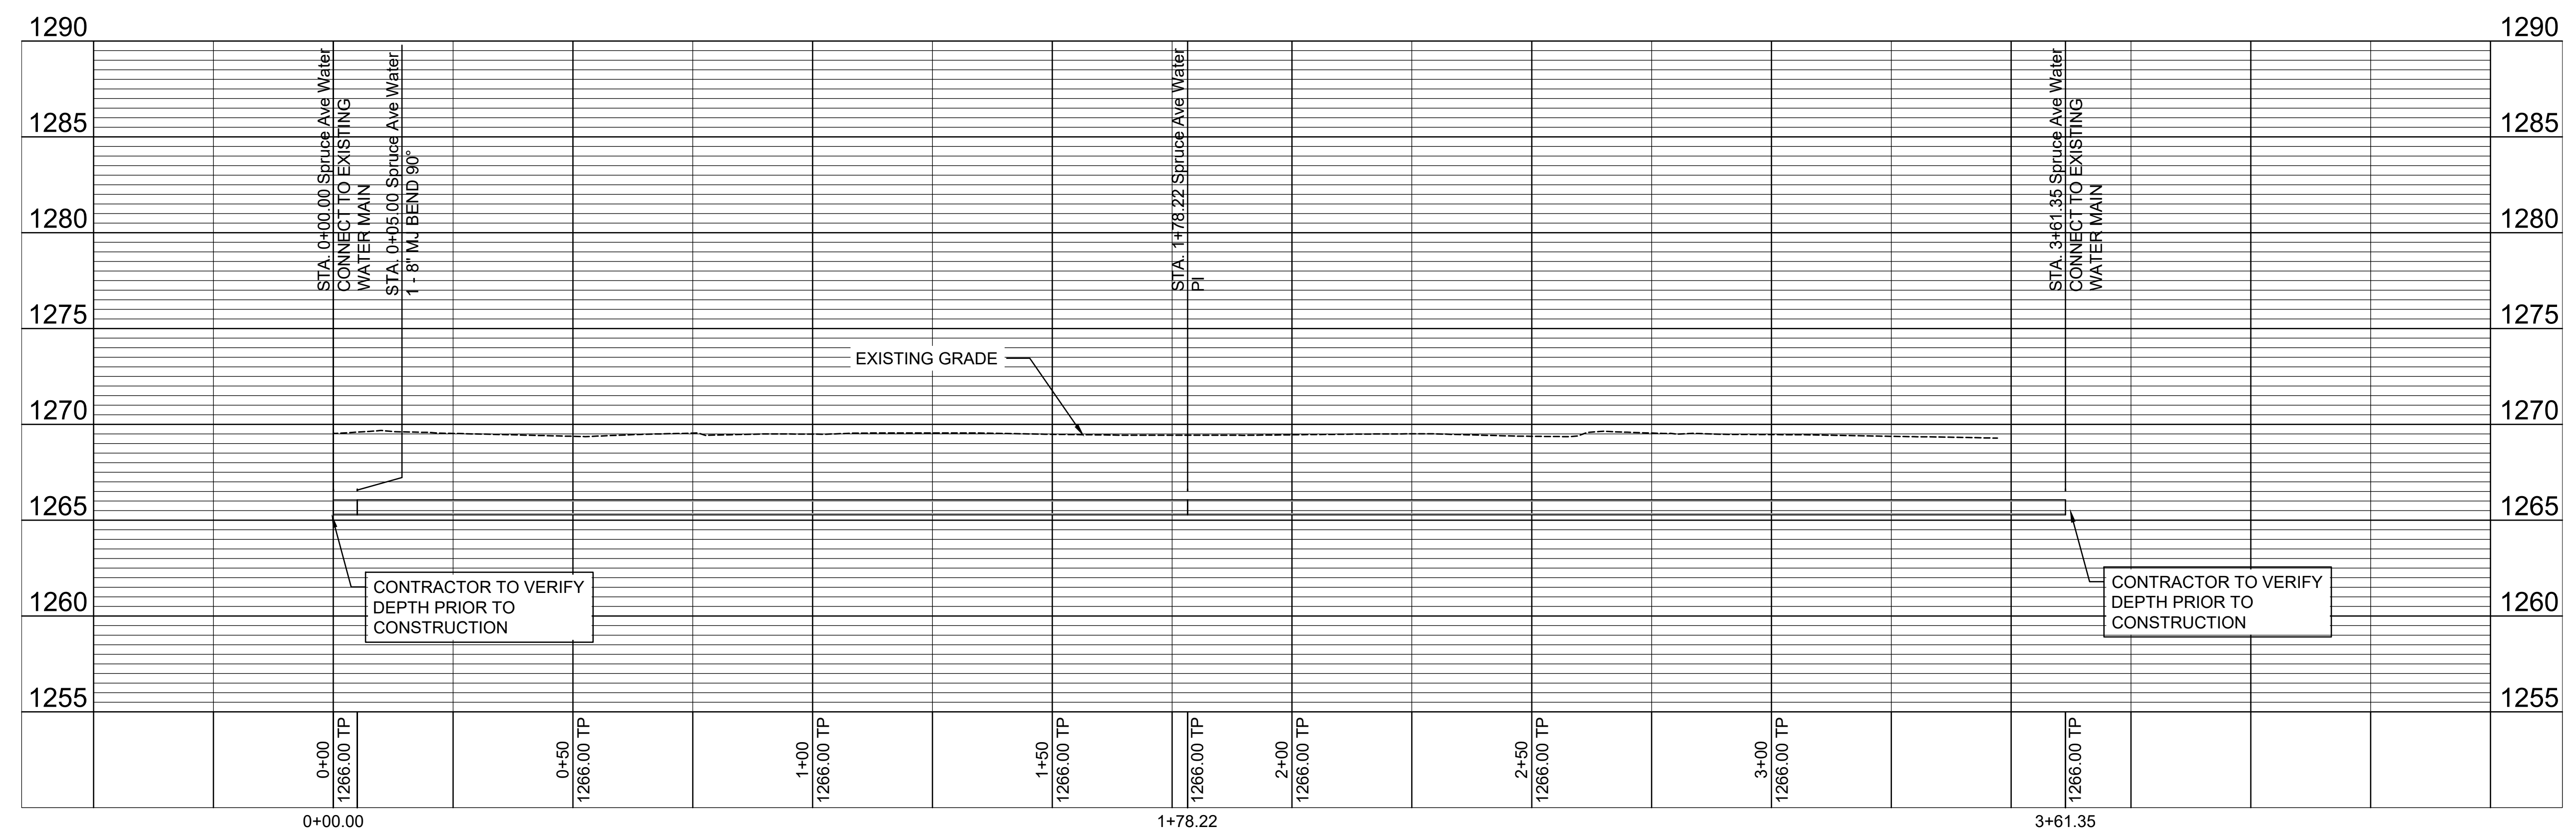 1290
1290
STA. 0+00.00 Spruce Ave Water
CONNECT TO EXISTING
WATER MAIN
STA. 0+05.00 Spruce Ave Water
1 - 8" MJ BEND 90°
STA. 1+78.22 Spruce Ave Water
PI
STA. 3+61.35 Spruce Ave Water
CONNECT TO EXISTING
WATER MAIN
1285
1285
1280
1280
1275
1275
EXISTING GRADE
1270
1270
1265
1265
CONTRACTOR TO VERIFY
DEPTH PRIOR TO
CONSTRUCTION
CONTRACTOR TO VERIFY
DEPTH PRIOR TO
CONSTRUCTION
1260
1260
1255
1255
0+00
1266.00 TP
0+50
1266.00 TP
1+00
1266.00 TP
1+50
1266.00 TP
1266.00 TP
2+00
1266.00 TP
2+50
1266.00 TP
3+00
1266.00 TP
1266.00 TP
0+00.00
1+78.22
3+61.35